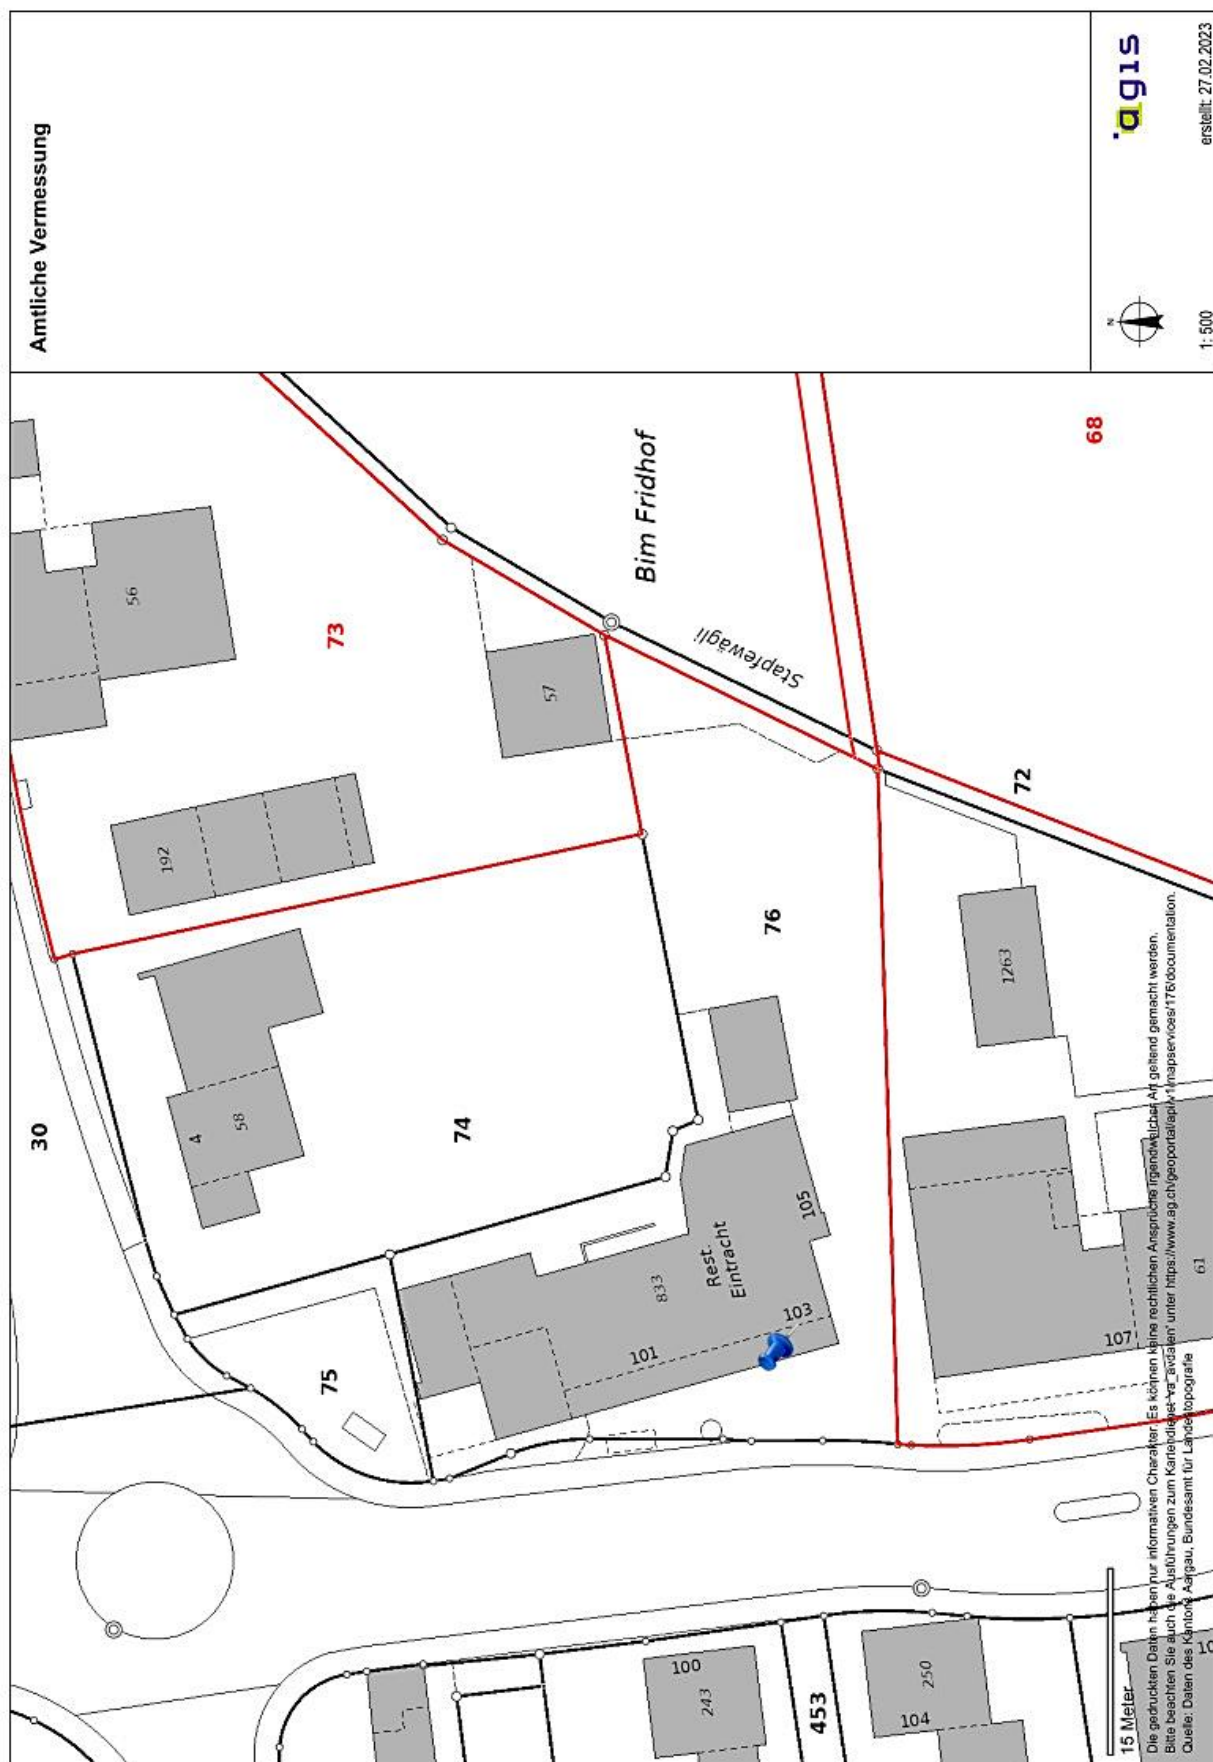 Amtliche Vermessung
agis
N
1: 500
erstellt: 27.02.2023
56
73
Bim Fridhof
68
57
Stapfewägli
192
72
76
1263
30
4
58
74
105
Rest.
Eintracht
833
103
101
107
61
75
100
243
453
250
104
10
15 Meter
Die gedruckten Daten haben nur informativen Charakter. Es können keine rechtlichen Ansprüche irgendwelcher Art geltend gemacht werden.
Bitte beachten Sie auch die Ausführungen zum Kartendienst 'va_avdaten' unter https://www.ag.ch/geoportal/api/v1/mapservices/176/documentation.
Quelle: Daten des Kantons Aargau, Bundesamt für Landestopografie